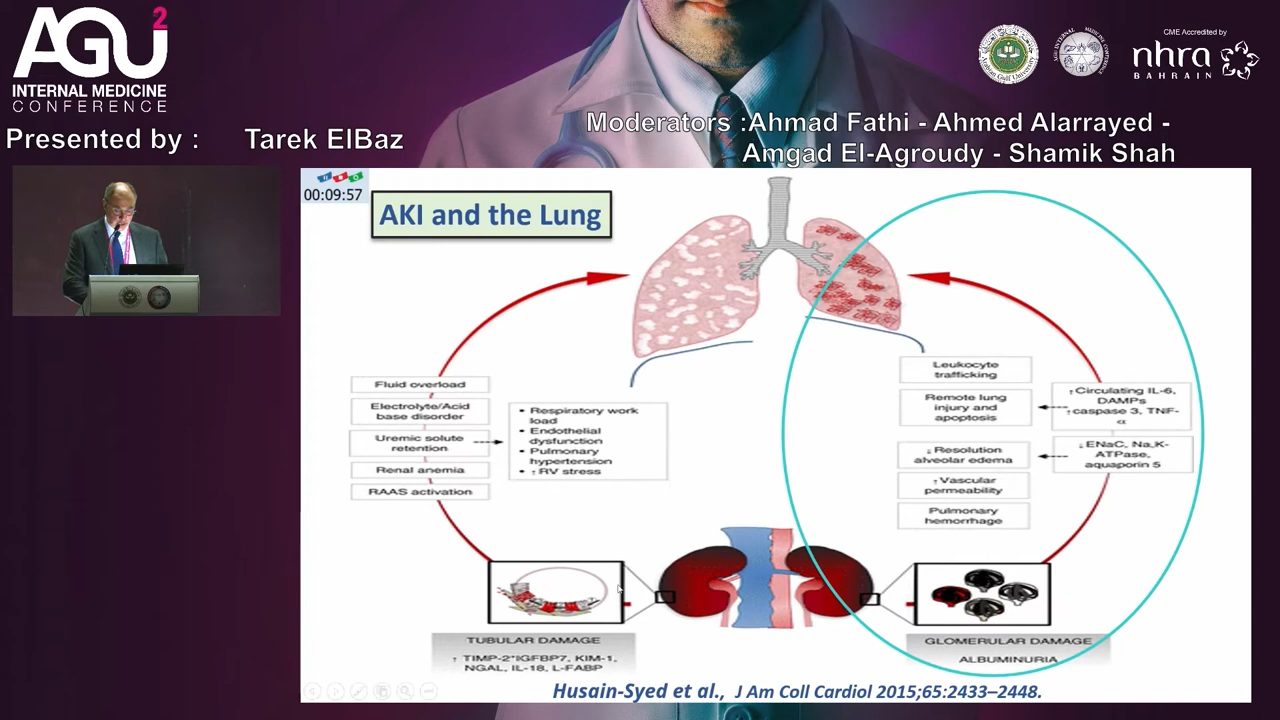 AGU2
INTERNAL MEDICINE
CONFERENCE
CME Accredited by
nhra
BAHRAIN
Presented by : Tarek ElBaz
Moderators :Ahmad Fathi - Ahmed Alarrayed -
Amgad El-Agroudy - Shamik Shah
00:09:57
AKI and the Lung
Fluid overload
Electrolyte/Acid
base disorder
Uremic solute
retention
Renal anemia
RAAS activation
• Respiratory work
load
• Endothelial
dysfunction
• Pulmonary
hypertension
• ↑RV stress
Leukocyte
trafficking
Remote lung
injury and
apoptosis
↓Resolution
alveolar edema
↑Vascular
permeability
Pulmonary
hemorrhage
↑Circulating IL-6,
DAMPs
↑caspase 3, TNF-
α
↓ENaC, Na,K-
ATPase,
aquaporin 5
TUBULAR DAMAGE
↑ TIMP-2*IGFBP7, KIM-1,
NGAL, IL-18, L-FABP
GLOMERULAR DAMAGE
ALBUMINURIA
Husain-Syed et al., J Am Coll Cardiol 2015;65:2433–2448.